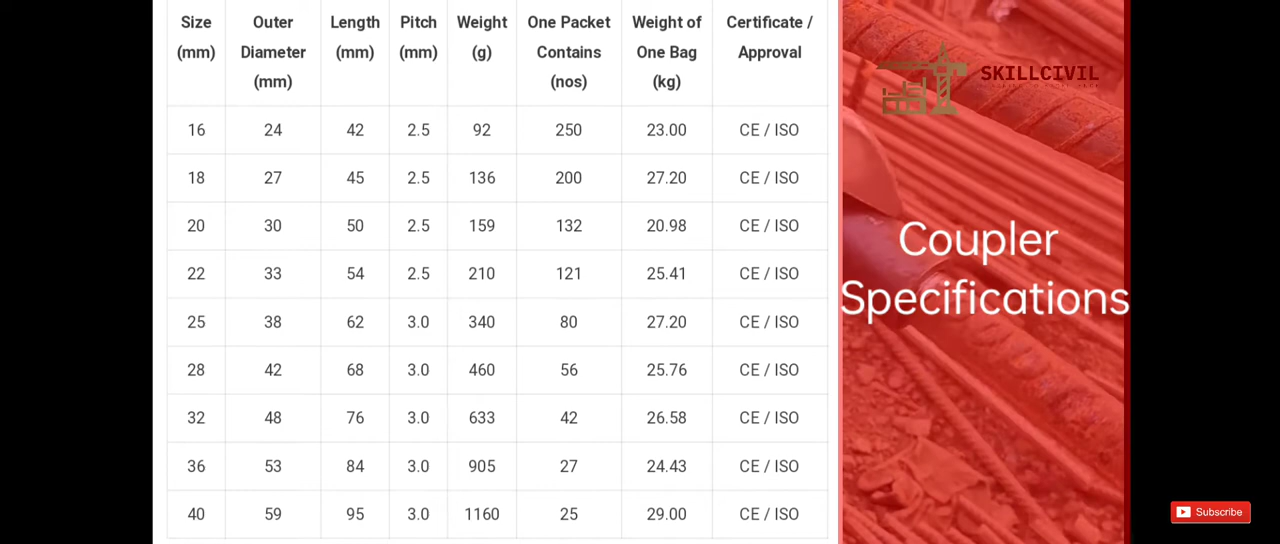 Size Outer Length Pitch Weight One Packet Weight of Certificate /
(mm) Diameter (mm) (mm) (g) Contains One Bag Approval
(mm) (nos) (kg)
16 24 42 2.5 92 250 23.00 CE / ISO
18 27 45 2.5 136 200 27.20 CE / ISO
20 30 50 2.5 159 132 20.98 CE / ISO
22 33 54 2.5 210 121 25.41 CE / ISO
25 38 62 3.0 340 80 27.20 CE / ISO
28 42 68 3.0 460 56 25.76 CE / ISO
32 48 76 3.0 633 42 26.58 CE / ISO
36 53 84 3.0 905 27 24.43 CE / ISO
40 59 95 3.0 1160 25 29.00 CE / ISO
SKILLCIVIL
Coupler
Specifications
Subscribe